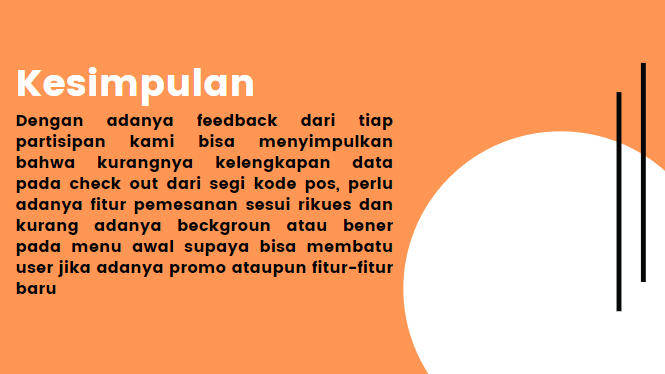 Kesimpulan
Dengan adanya feedback dari tiap
partisipan kami bisa menyimpulkan
bahwa kurangnya kelengkapan data
pada check out dari segi kode pos, perlu
adanya fitur pemesanan sesui rikues dan
kurang adanya beckgroun atau bener
pada menu awal supaya bisa membatu
user jika adanya promo ataupun fitur-fitur
baru